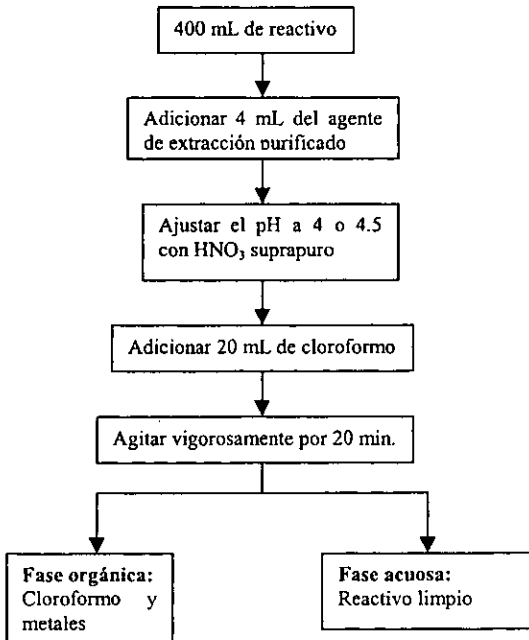 400 mL de reactivo
Adicionar 4 mL del agente
de extracción purificado
Ajustar el pH a 4 o 4.5
con HNO₃ suprapuro
Adicionar 20 mL de cloroformo
Agitar vigorosamente por 20 min.
Fase orgánica:
Cloroformo y
metales
Fase acuosa:
Reactivo limpio